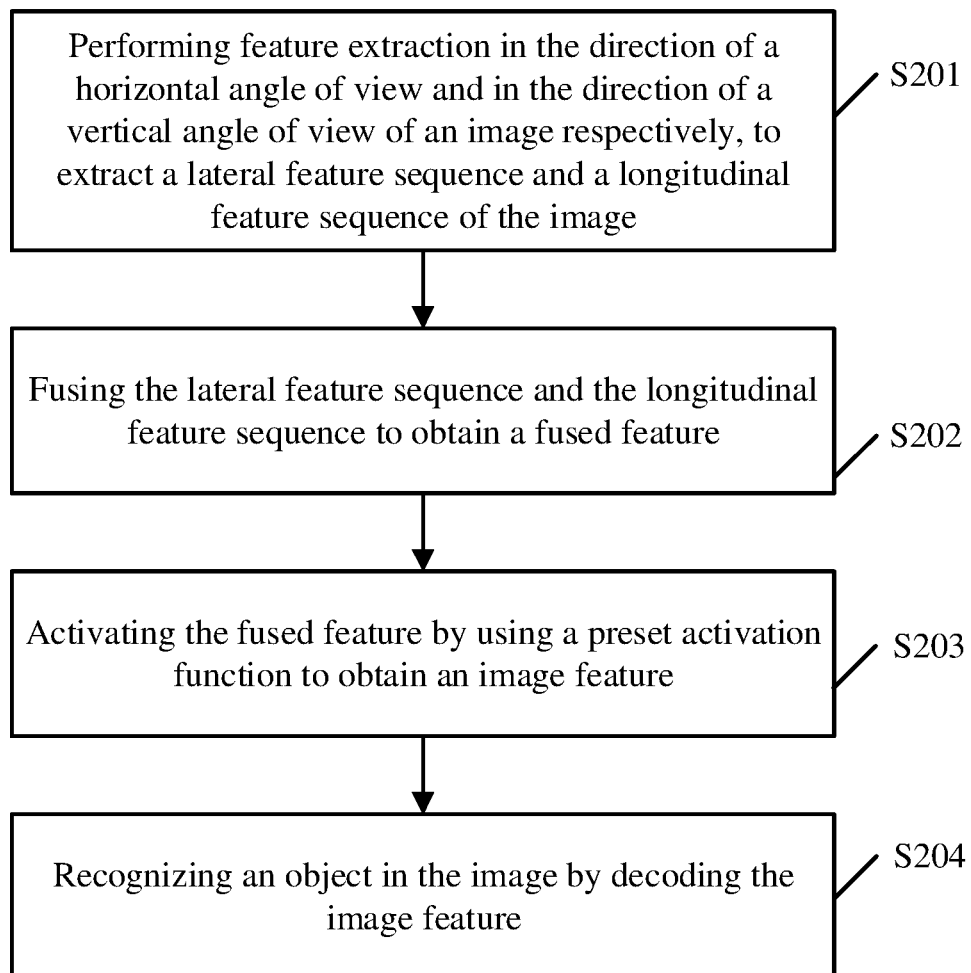 Performing feature extraction in the direction of a
horizontal angle of view and in the direction of a
vertical angle of view of an image respectively, to
extract a lateral feature sequence and a longitudinal
feature sequence of the image
S201
Fusing the lateral feature sequence and the longitudinal
feature sequence to obtain a fused feature
S202
Activating the fused feature by using a preset activation
function to obtain an image feature
S203
Recognizing an object in the image by decoding the
image feature
S204